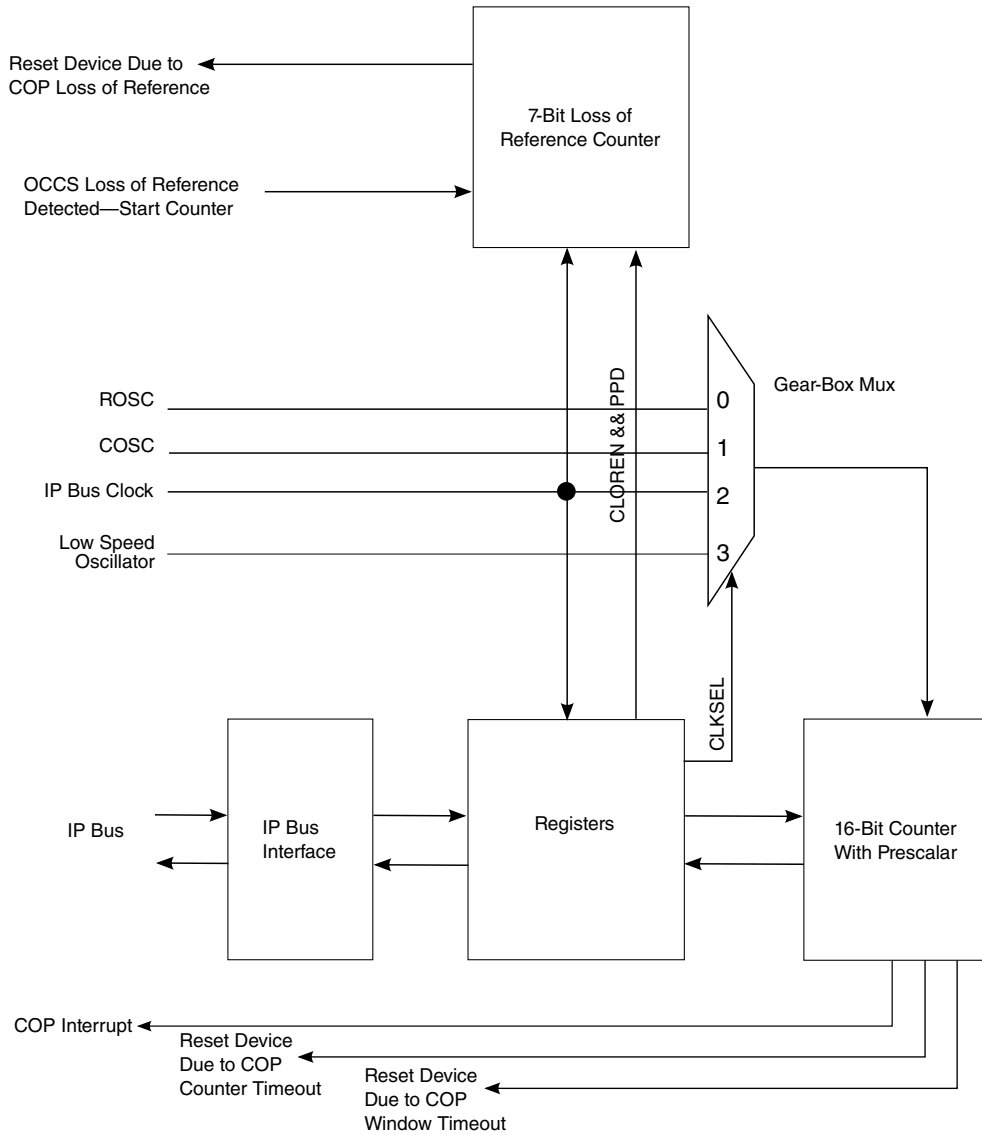 Reset Device Due to
COP Loss of Reference
7-Bit Loss of
Reference Counter
OCCS Loss of Reference
Detected—Start Counter
CLOREN && PPD
Gear-Box Mux
ROSC
0
COSC
1
IP Bus Clock
2
Low Speed
Oscillator
3
CLKSEL
IP Bus
IP Bus
Interface
Registers
16-Bit Counter
With Prescalar
COP Interrupt
Reset Device
Due to COP
Counter Timeout
Reset Device
Due to COP
Window Timeout